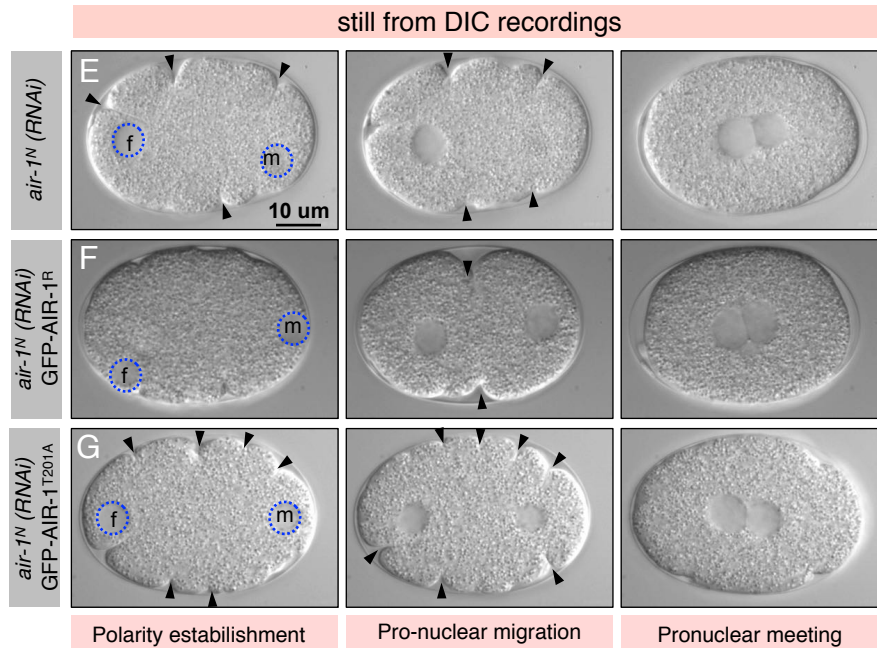 still from DIC recordings
air-1ᴺ (RNAi)
E
f
m
10 um
air-1ᴺ (RNAi)
GFP-AIR-1ᴿ
F
f
m
air-1ᴺ (RNAi)
GFP-AIR-1ᵀ²⁰¹ᴬ
G
f
m
Polarity estabilishment
Pro-nuclear migration
Pronuclear meeting